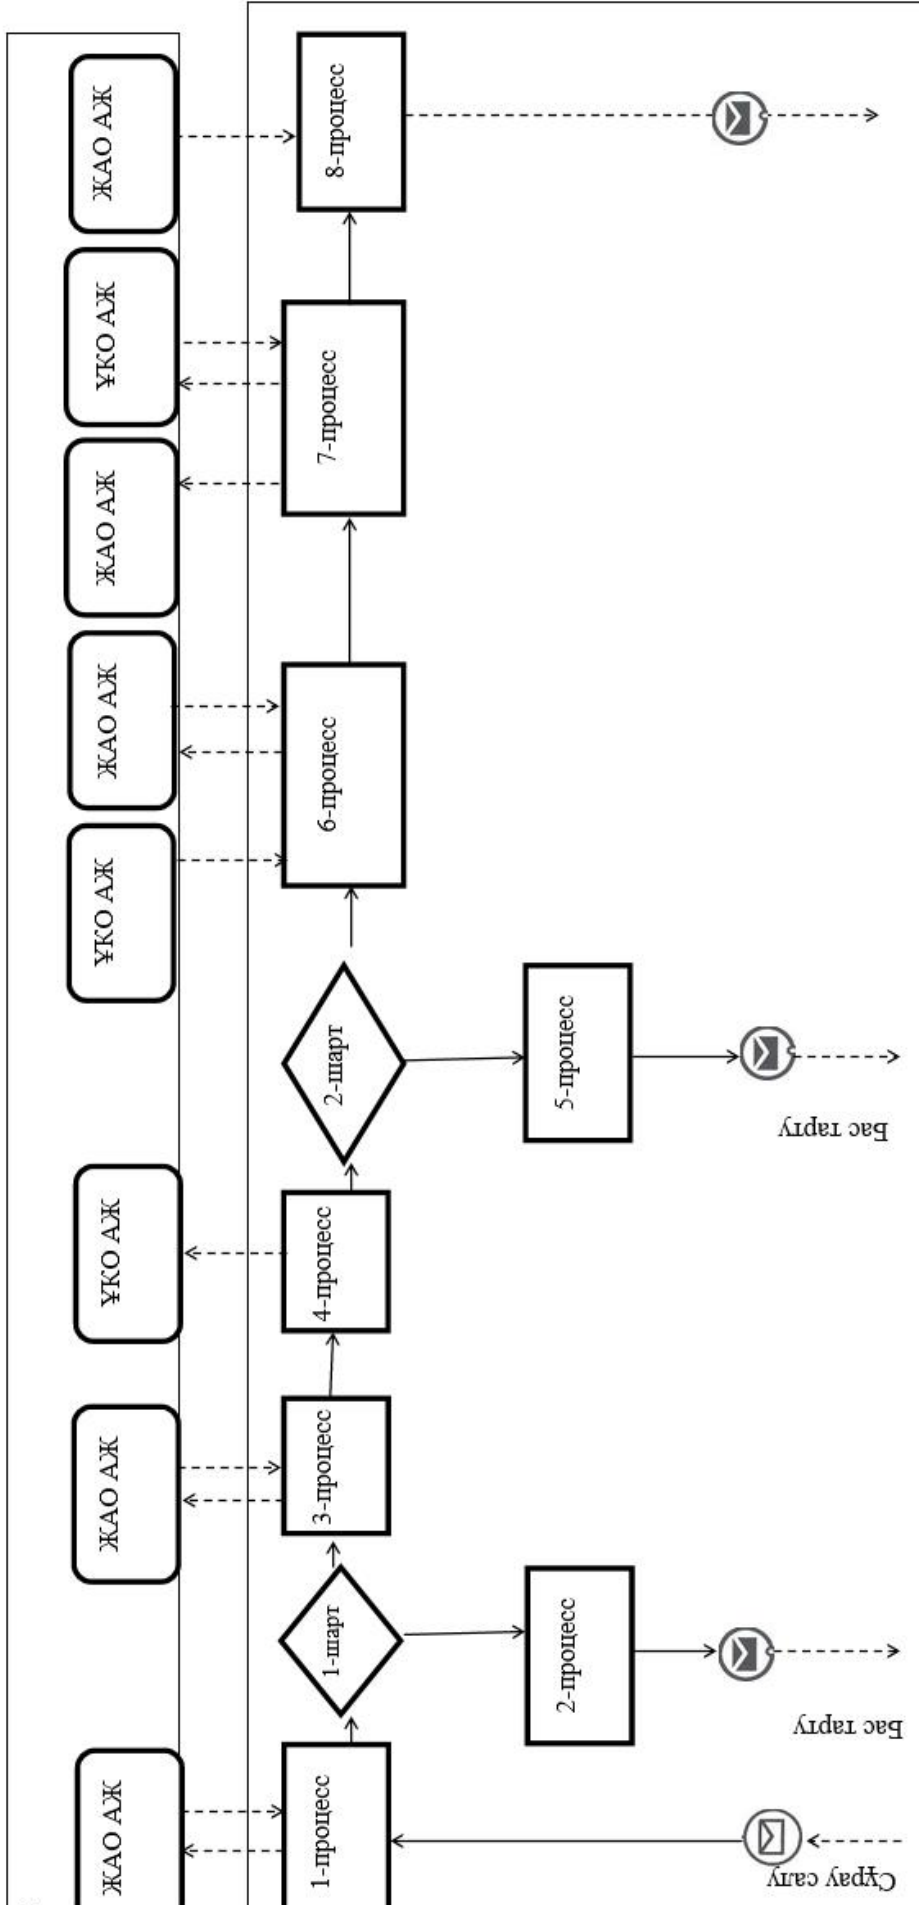 ЖАО АЖ
ЖАО АЖ
ҰКО АЖ
ҰКО АЖ
ЖАО АЖ
ЖАО АЖ
ҰКО АЖ
ЖАО АЖ
1-процесс
1-шарт
3-процесс
4-процесс
2-шарт
6-процесс
7-процесс
8-процесс
2-процесс
5-процесс
Сұрау салу
Бас тарту
Бас тарту